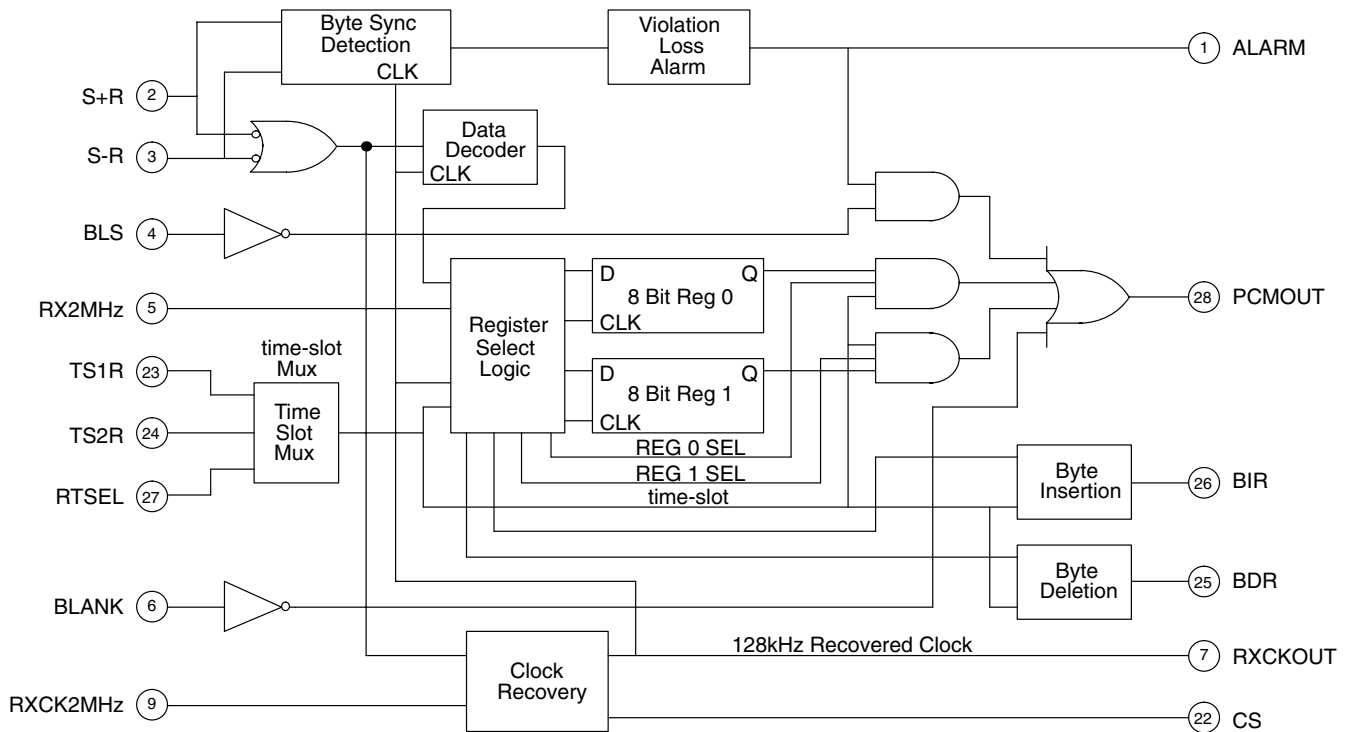 Byte Sync
Detection
CLK
Violation
Loss
Alarm
1
ALARM
S+R
2
S-R
3
Data
Decoder
CLK
BLS
4
RX2MHz
5
Register
Select
Logic
D
Q
8 Bit Reg 0
CLK
D
Q
8 Bit Reg 1
CLK
28
PCMOUT
time-slot
Mux
TS1R
23
TS2R
24
RTSEL
27
Time
Slot
Mux
REG 0 SEL
REG 1 SEL
time-slot
Byte
Insertion
26
BIR
Byte
Deletion
25
BDR
BLANK
6
128kHz Recovered Clock
7
RXCKOUT
Clock
Recovery
RXCK2MHz
9
22
CS